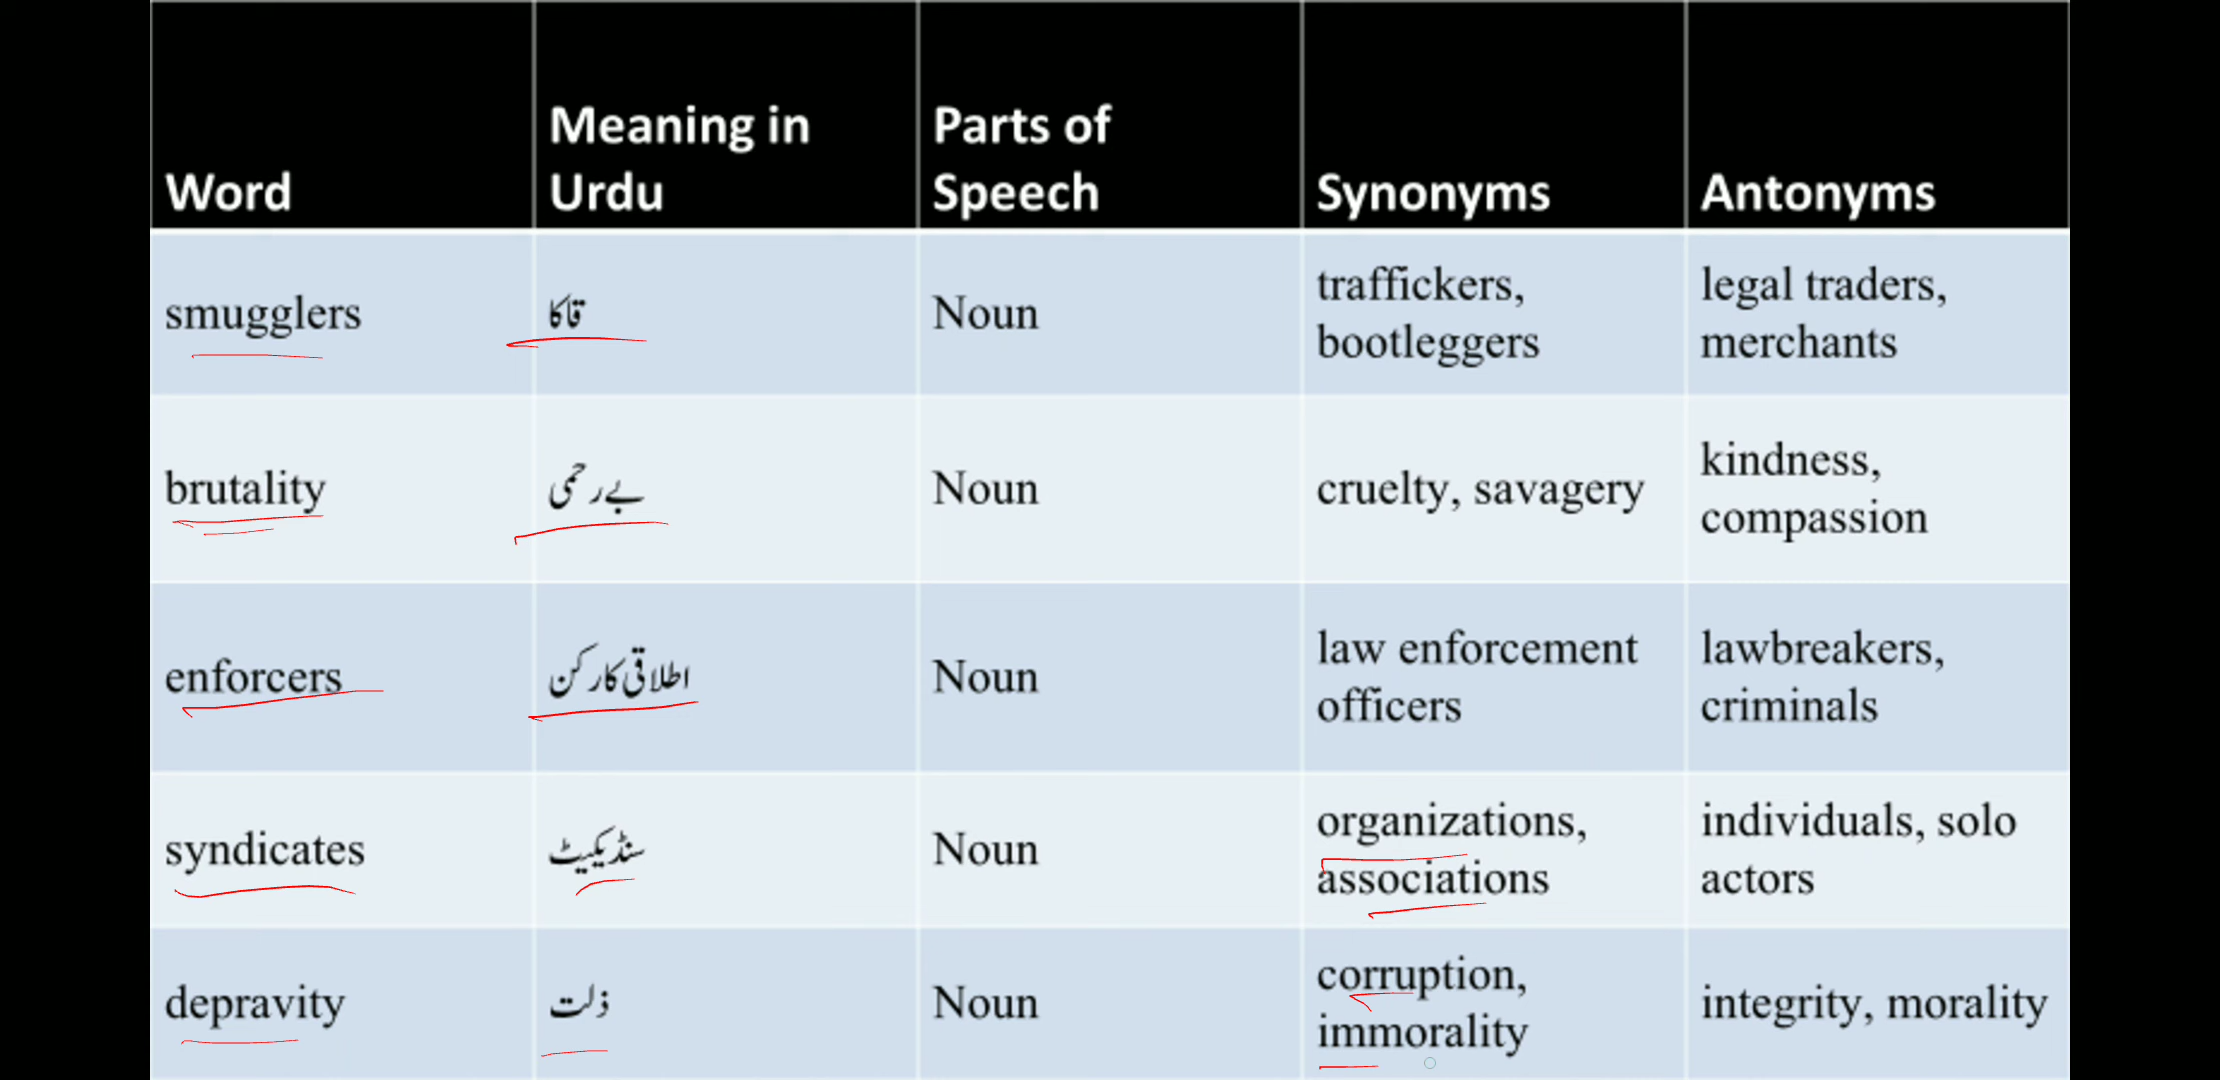 Word
Meaning in
Urdu
Parts of
Speech
Synonyms
Antonyms
smugglers
قاکا
Noun
traffickers,
bootleggers
legal traders,
merchants
brutality
بے رحمی
Noun
cruelty, savagery
kindness,
compassion
enforcers
اطلاقی کارکن
Noun
law enforcement
officers
lawbreakers,
criminals
syndicates
سنڈیکیٹ
Noun
organizations,
associations
individuals, solo
actors
depravity
ذلت
Noun
corruption,
immorality
integrity, morality